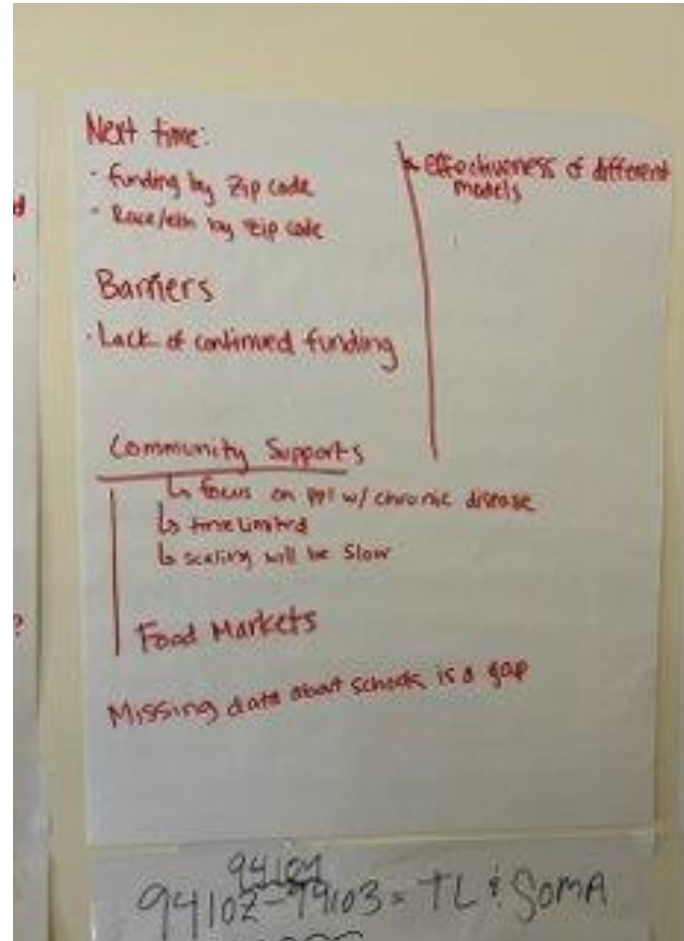 Next time:
- funding by Zip code
- Race/eth by zip code
Effectiveness of different
models
Barriers
- Lack of continued funding
Community Supports
↳ focus on ppl w/ chronic disease
↳ time limited
↳ scaling will be slow
Food Markets
Missing data about schools is a gap
94102-94103 = TL & SOMA